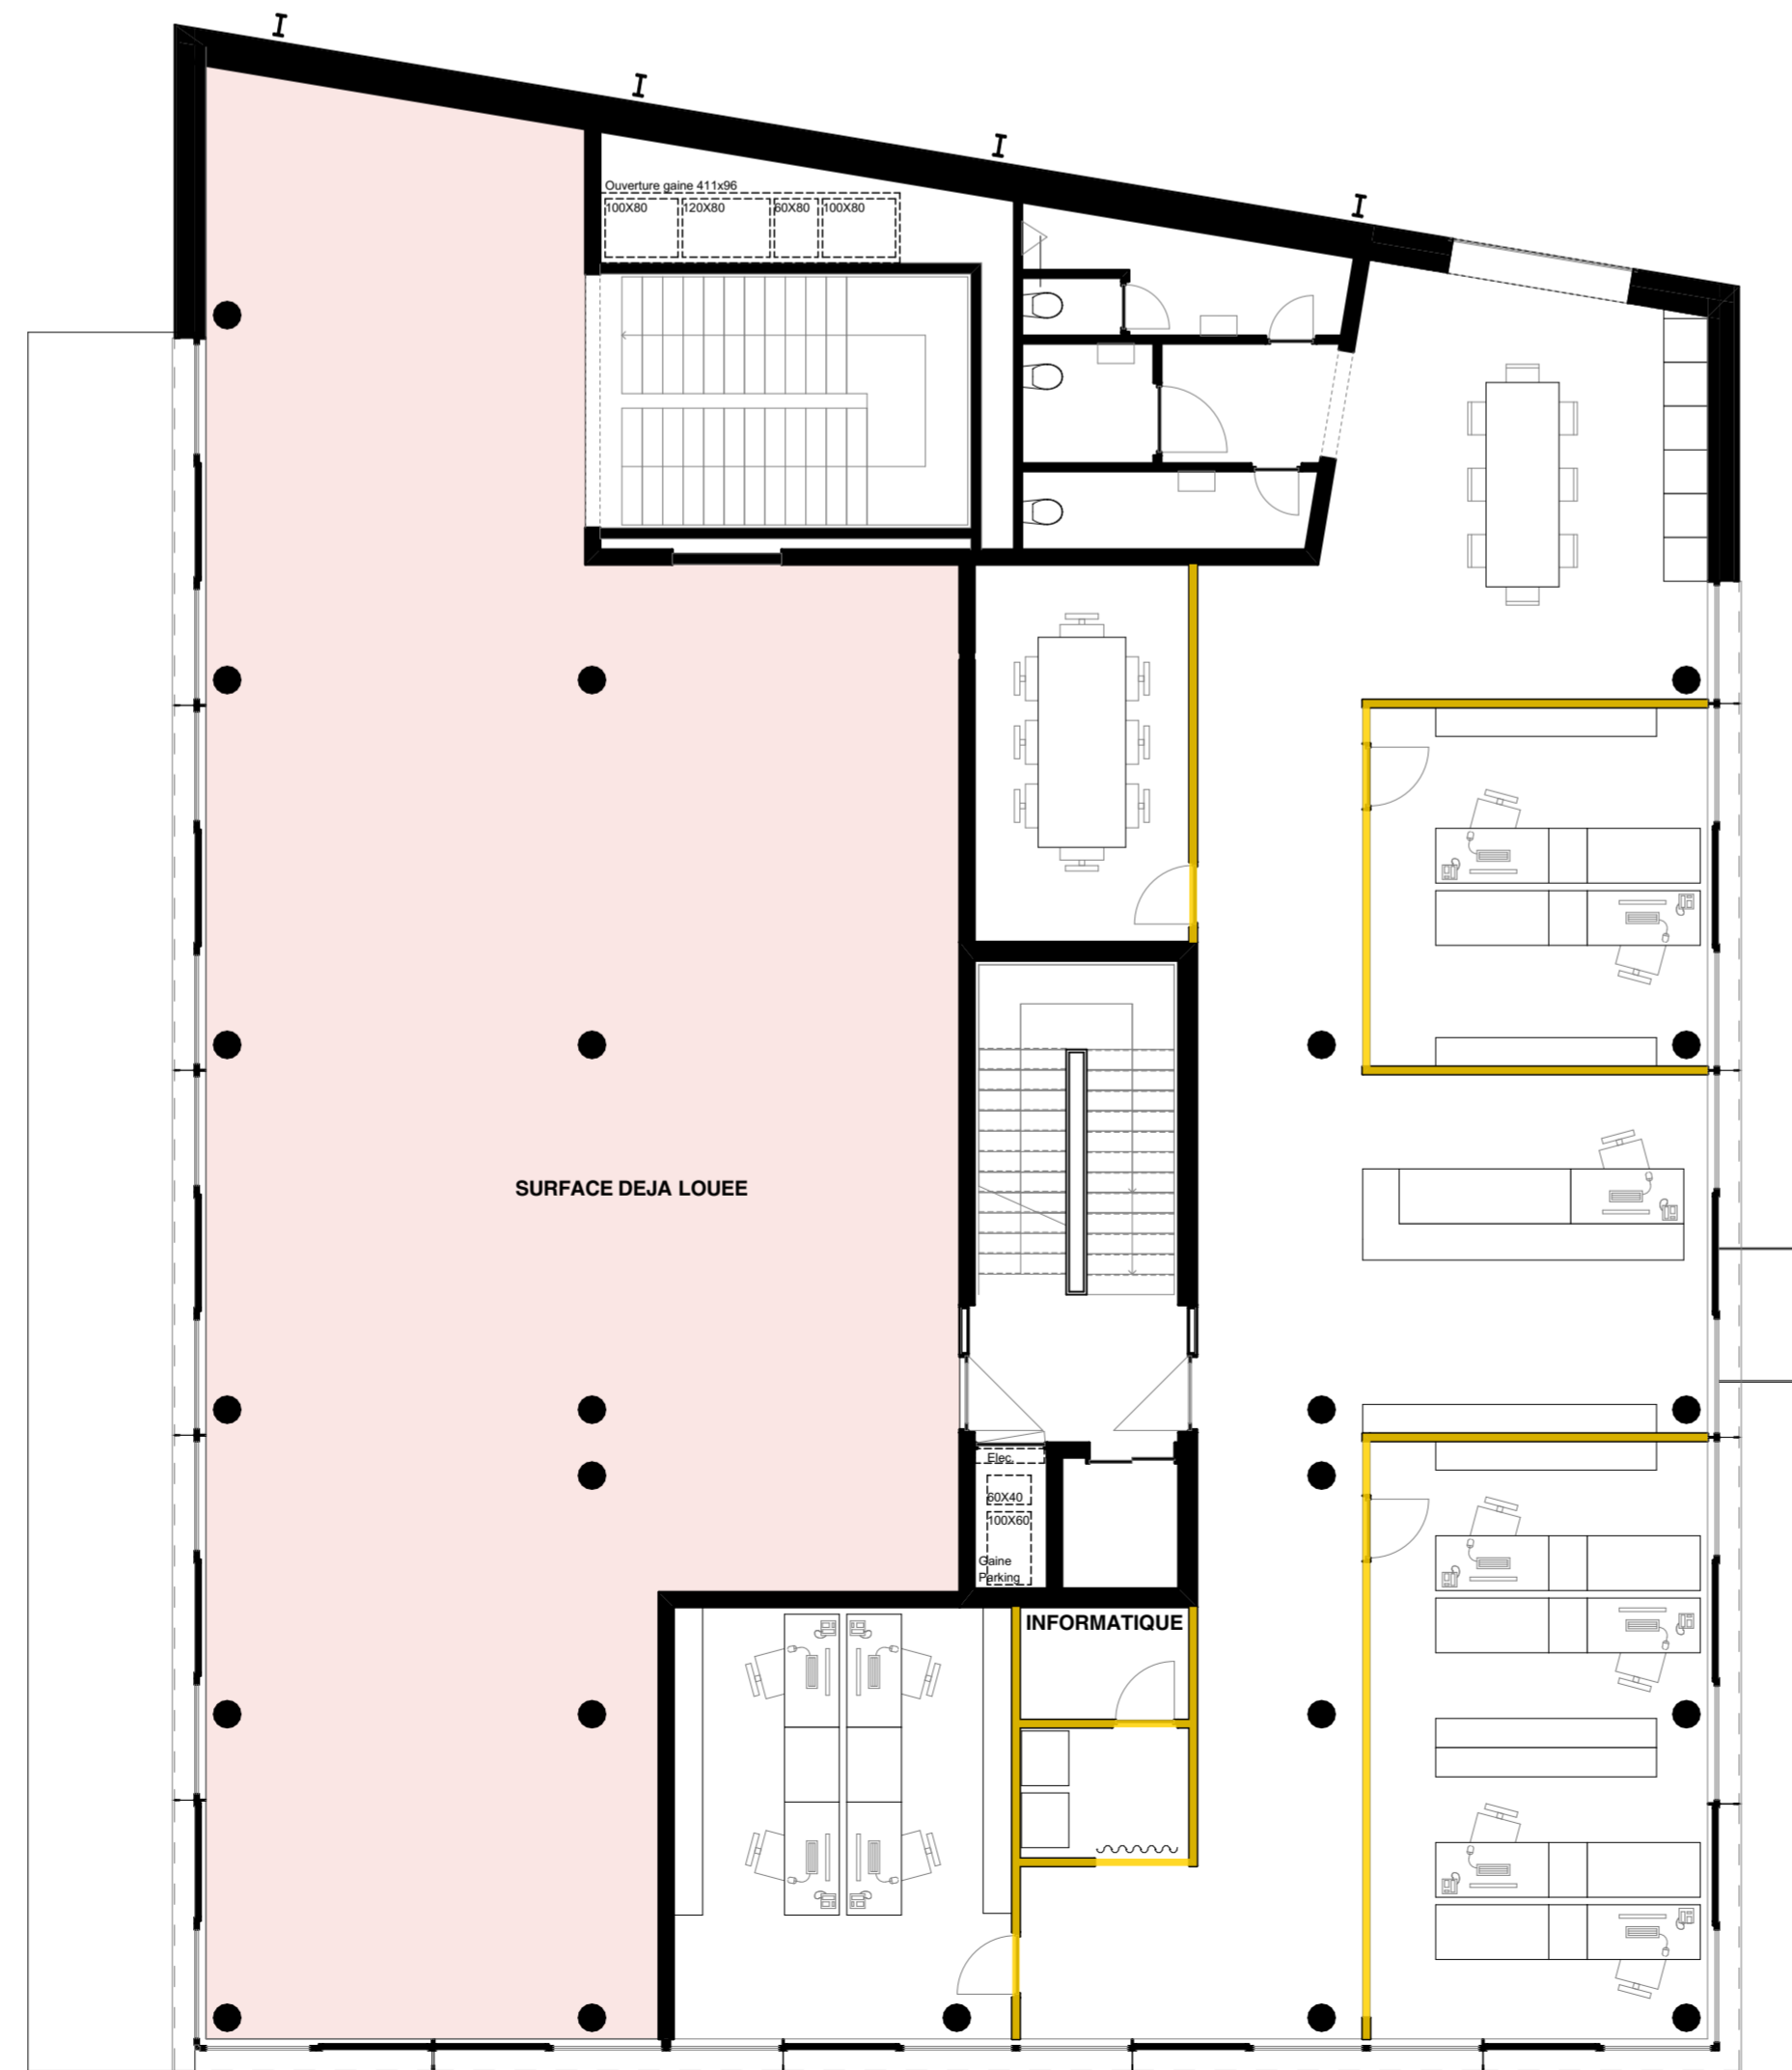 Ouverture gaine 411x96
100X80 120X80 60X80 100X80
SURFACE DEJA LOUEE
Elec.
60X40
100X60
Gaine
Parking
INFORMATIQUE